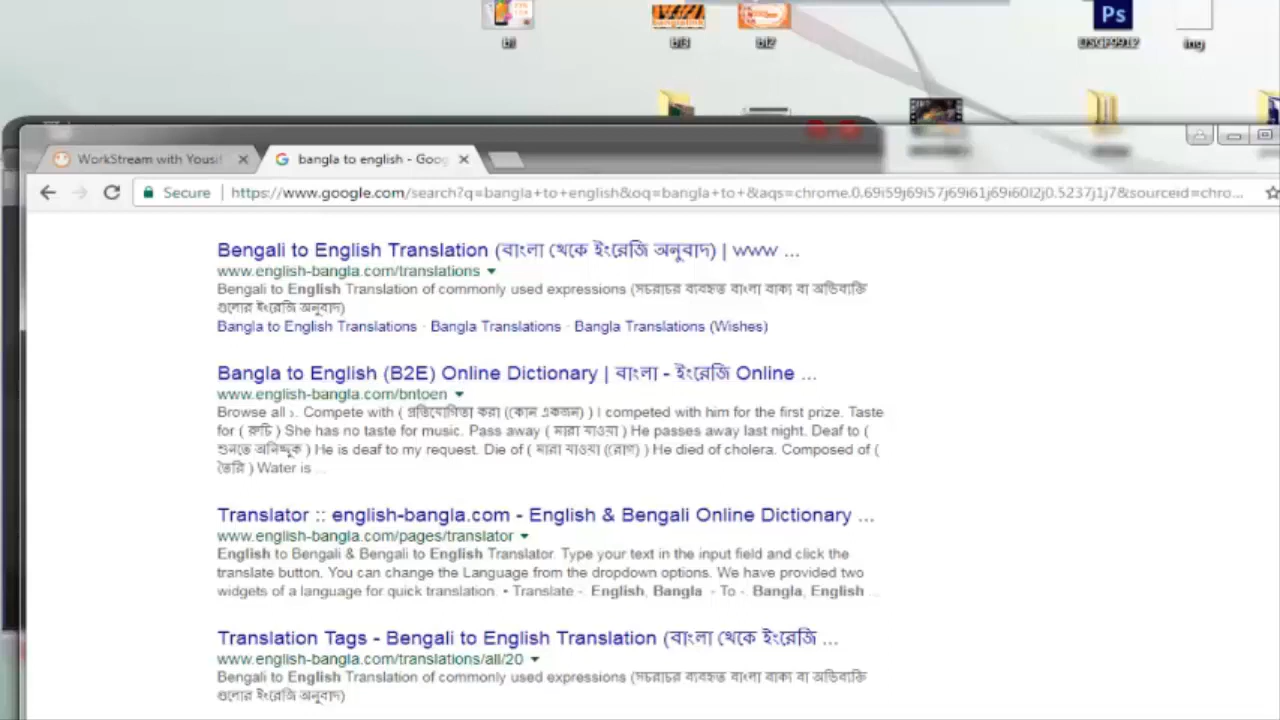 bl
bl3
bl2
Ps
ing
WorkStream with Yousi
bangla to english - Goog
Secure
https://www.google.com/search?q=bangla+to+english&oq=bangla+to+&aqs=chrome.0.69i59j69i57j69i61j69i60l2j0.5237j1j7&sourceid=chro...
Bengali to English Translation (বাংলা থেকে ইংরেজি অনুবাদ) | www ...
www.english-bangla.com/translations
Bengali to English Translation of commonly used expressions (সচরাচর ব্যবহৃত বাংলা বাক্য বা অভিব্যক্তি
গুলোর ইংরেজি অনুবাদ)
Bangla to English Translations · Bangla Translations · Bangla Translations (Wishes)
Bangla to English (B2E) Online Dictionary | বাংলা - ইংরেজি Online ...
www.english-bangla.com/bntoen
Browse all ›. Compete with ( প্রতিযোগিতা করা ((কোন একজন) ) I competed with him for the first prize. Taste
for ( রুচি ) She has no taste for music. Pass away ( মারা যাওয়া ) He passes away last night. Deaf to (
শুনতে অনিচ্ছুক ) He is deaf to my request. Die of ( মারা যাওয়া ((রোগ) ) He died of cholera. Composed of (
তৈরি ) Water is ...
Translator :: english-bangla.com - English & Bengali Online Dictionary ...
www.english-bangla.com/pages/translator
English to Bengali & Bengali to English Translator. Type your text in the input field and click the
translate button. You can change the Language from the dropdown options. We have provided two
widgets of a language for quick translation. • Translate -. English, Bangla · - To -. Bangla, English ...
Translation Tags - Bengali to English Translation (বাংলা থেকে ইংরেজি ...
www.english-bangla.com/translations/all/20
Bengali to English Translation of commonly used expressions (সচরাচর ব্যবহৃত বাংলা বাক্য বা অভিব্যক্তি
গুলোর ইংরেজি অনুবাদ)